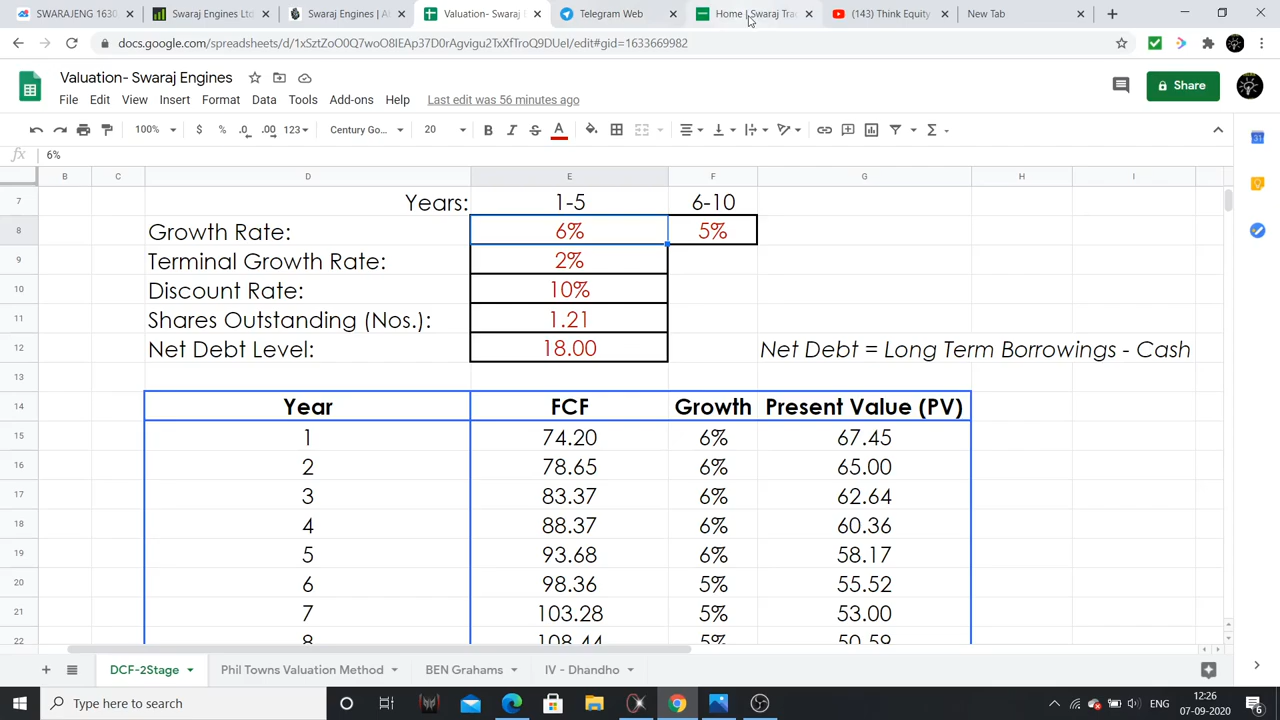 SWARAJENG 1630
Swaraj Engines Ltd
Swaraj Engines | A
Valuation- Swaraj
Telegram Web
Home | Swaraj Tra
(143) Think Equity
New Tab
docs.google.com/spreadsheets/d/1xSztZoO0Q7woO8IEAp37D0rAgvigu2TxXfTroQ9DUeI/edit#gid=1633669982
Valuation- Swaraj Engines
Share
File Edit View Insert Format Data Tools Add-ons Help Last edit was 56 minutes ago
100% $ % .0 .00 123 Century Go... 20 B I S A
fx 6%
B C D E F G H I
7 Years: 1-5 6-10
8 Growth Rate: 6% 5%
9 Terminal Growth Rate: 2%
10 Discount Rate: 10%
11 Shares Outstanding (Nos.): 1.21
12 Net Debt Level: 18.00 Net Debt = Long Term Borrowings - Cash
13
14 Year FCF Growth Present Value (PV)
15 1 74.20 6% 67.45
16 2 78.65 6% 65.00
17 3 83.37 6% 62.64
18 4 88.37 6% 60.36
19 5 93.68 6% 58.17
20 6 98.36 5% 55.52
21 7 103.28 5% 53.00
22 8 108.44 5% 50.59
DCF-2Stage Phil Towns Valuation Method BEN Grahams IV - Dhandho
Type here to search
ENG
12:26
07-09-2020
6